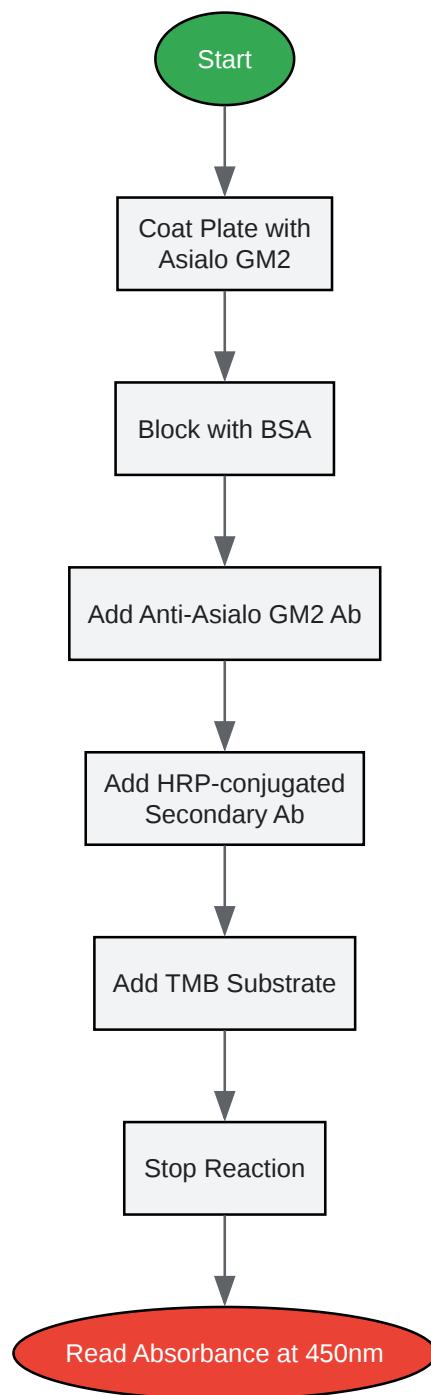 Start
Coat Plate with
Asialo GM2
Block with BSA
Add Anti-Asialo GM2 Ab
Add HRP-conjugated
Secondary Ab
Add TMB Substrate
Stop Reaction
Read Absorbance at 450nm